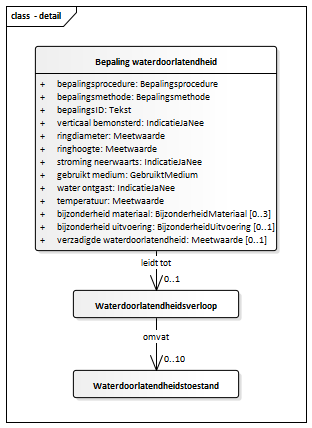 class - detail
Bepaling waterdoorlatendheid
+ bepalingsprocedure: Bepalingsprocedure
+ bepalingsmethode: Bepalingsmethode
+ bepalingsID: Tekst
+ verticaal bemonsterd: IndicatieJaNee
+ ringdiameter: Meetwaarde
+ ringhoogte: Meetwaarde
+ stroming neerwaarts: IndicatieJaNee
+ gebruikt medium: GebruiktMedium
+ water ontgast: IndicatieJaNee
+ temperatuur: Meetwaarde
+ bijzonderheid materiaal: BijzonderheidMateriaal [0..3]
+ bijzonderheid uitvoering: BijzonderheidUitvoering [0..1]
+ verzadigde waterdoorlatendheid: Meetwaarde [0..1]
leidt tot
0..1
Waterdoorlatendheidsverloop
omvat
0..10
Waterdoorlatendheidstoestand